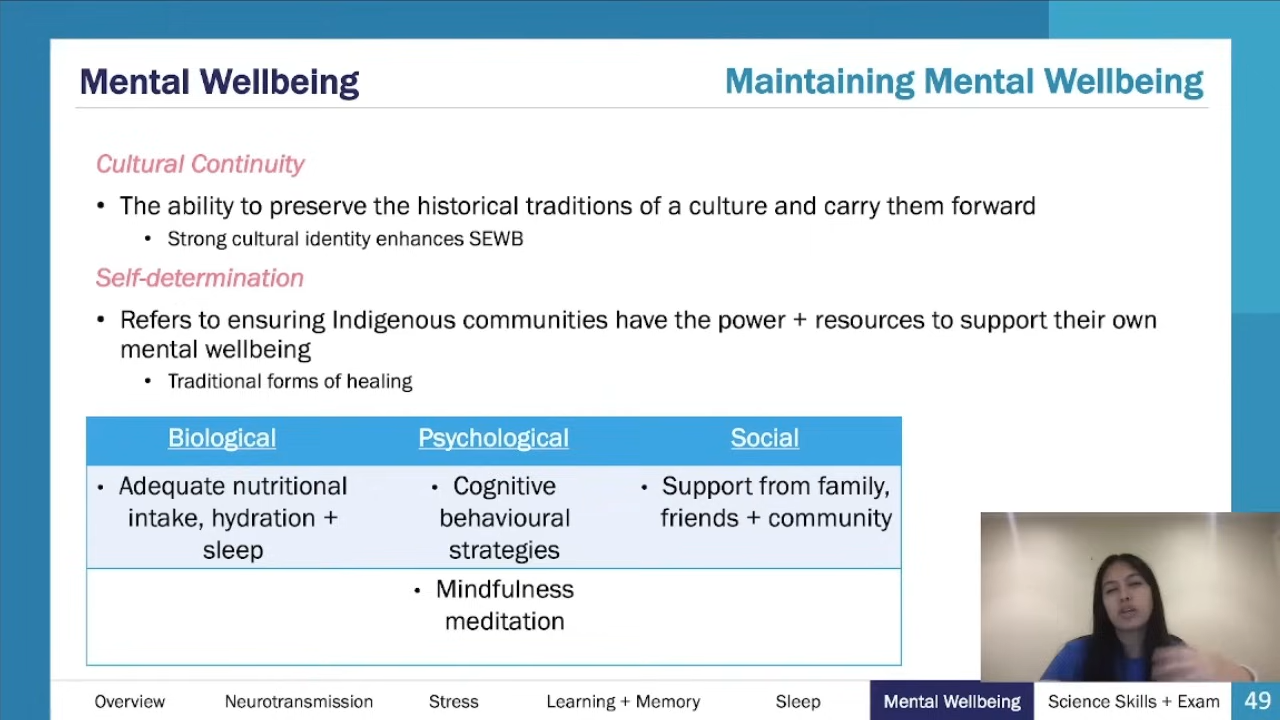 Mental Wellbeing
Maintaining Mental Wellbeing
Cultural Continuity
• The ability to preserve the historical traditions of a culture and carry them forward
• Strong cultural identity enhances SEWB
Self-determination
• Refers to ensuring Indigenous communities have the power + resources to support their own
mental wellbeing
• Traditional forms of healing
Biological
Psychological
Social
• Adequate nutritional
intake, hydration +
sleep
• Cognitive
behavioural
strategies
• Support from family,
friends + community
• Mindfulness
meditation
Overview
Neurotransmission
Stress
Learning + Memory
Sleep
Mental Wellbeing
Science Skills + Exam
49